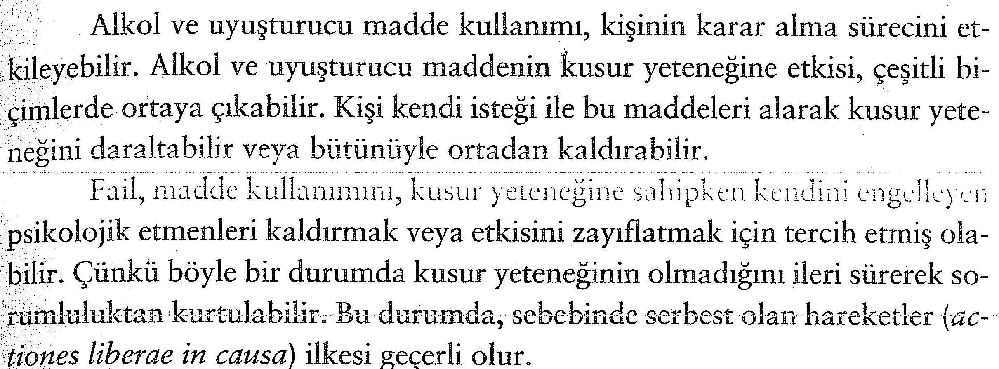 Alkol ve uyuşturucu madde kullanımı, kişinin karar alma sürecini et-
kileyebilir. Alkol ve uyuşturucu maddenin kusur yeteneğine etkisi, çeşitli bi-
çimlerde ortaya çıkabilir. Kişi kendi isteği ile bu maddeleri alarak kusur yete-
neğini daraltabilir veya bütünüyle ortadan kaldırabilir.
Fail, madde kullanımını, kusur yeteneğine sahipken kendini engelleyen
psikolojik etmenleri kaldırmak veya etkisini zayıflatmak için tercih etmiş ola-
bilir. Çünkü böyle bir durumda kusur yeteneğinin olmadığını ileri sürerek so-
rumluluktan kurtulabilir. Bu durumda, sebebinde serbest olan hareketler (ac-
tiones liberae in causa) ilkesi geçerli olur.